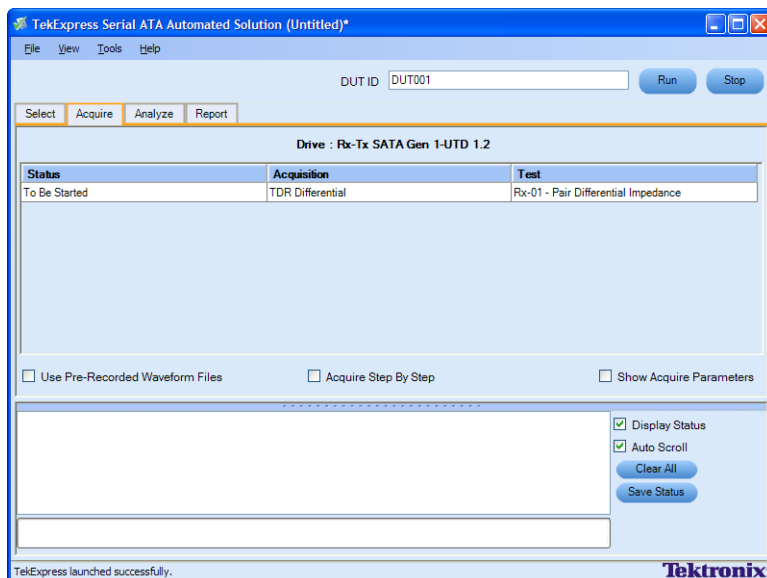 TekExpress Serial ATA Automated Solution (Untitled)*
File View Tools Help
DUT ID DUT001 Run Stop
Select Acquire Analyze Report
Drive : Rx-Tx SATA Gen 1-UTD 1.2
Status Acquisition Test
To Be Started TDR Differential Rx-01 - Pair Differential Impedance
Use Pre-Recorded Waveform Files Acquire Step By Step Show Acquire Parameters
Display Status
Auto Scroll
Clear All
Save Status
TekExpress launched successfully. Tektronix